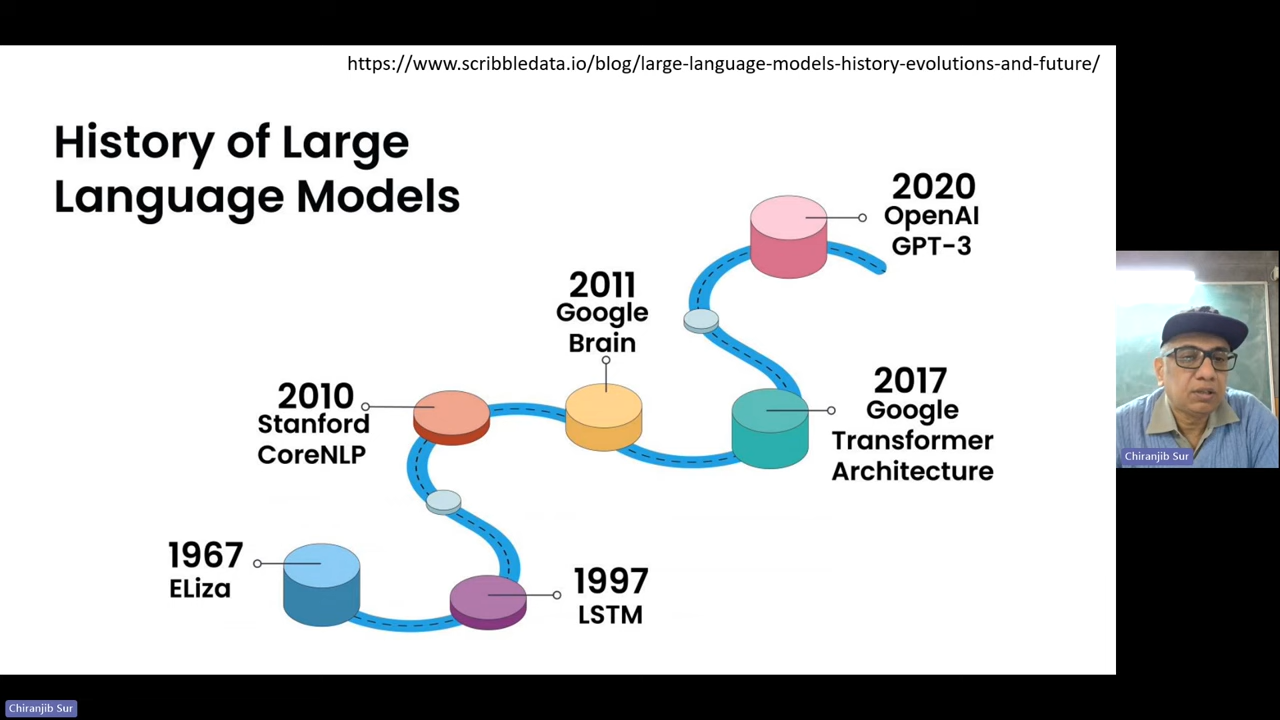 https://www.scribbledata.io/blog/large-language-models-history-evolutions-and-future/
History of Large
Language Models
2020
OpenAI
GPT-3
2011
Google
Brain
2010
Stanford
CoreNLP
2017
Google
Transformer
Architecture
1967
ELiza
1997
LSTM
Chiranjib Sur
Chiranjib Sur